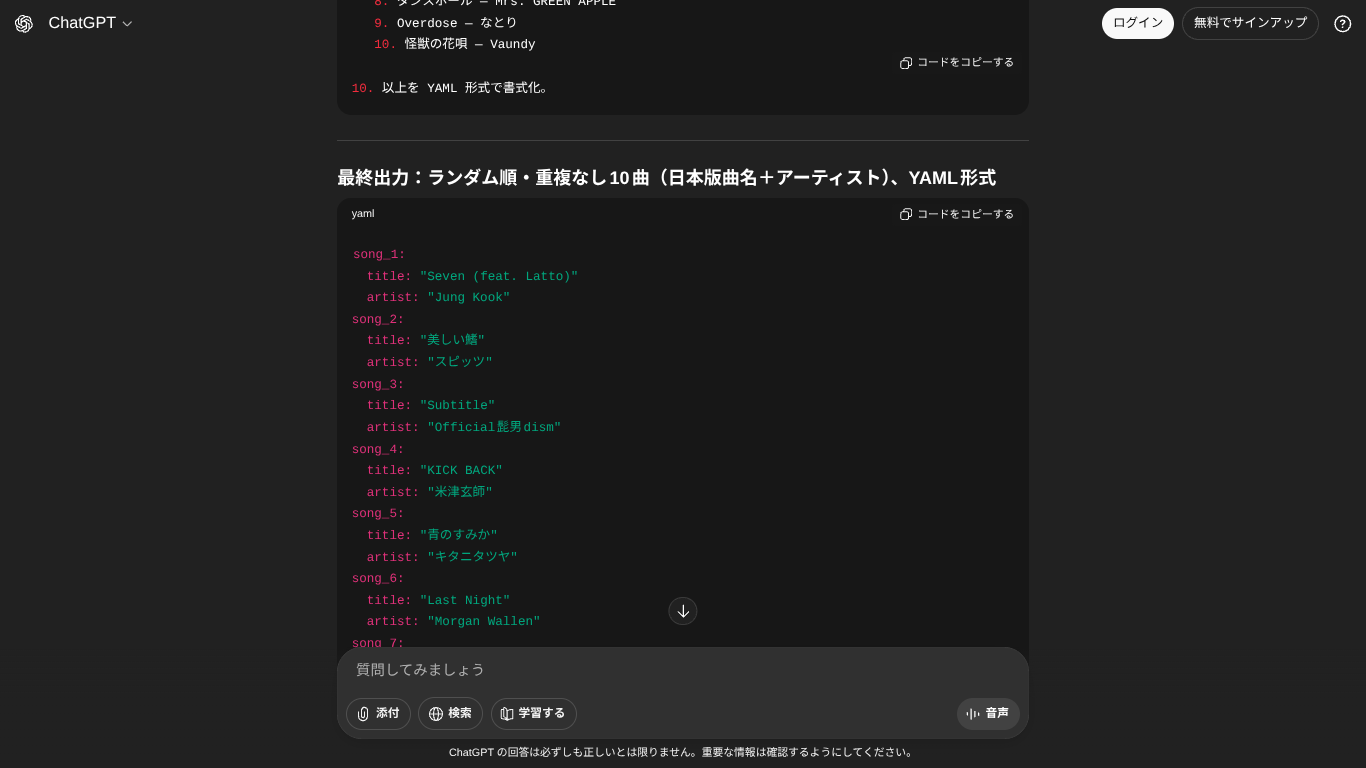 ChatGPT
ログイン
無料でサインアップ
8. ダンスホール — Mrs. GREEN APPLE
9. Overdose — なとり
10. 怪獣の花唄 — Vaundy
コードをコピーする
10. 以上を YAML 形式で書式化。
最終出力：ランダム順・重複なし10曲（日本版曲名＋アーティスト）、YAML形式
yaml
コードをコピーする
song_1:
title: "Seven (feat. Latto)"
artist: "Jung Kook"
song_2:
title: "美しい鰭"
artist: "スピッツ"
song_3:
title: "Subtitle"
artist: "Official髭男dism"
song_4:
title: "KICK BACK"
artist: "米津玄師"
song_5:
title: "青のすみか"
artist: "キタニタツヤ"
song_6:
title: "Last Night"
artist: "Morgan Wallen"
song_7:
質問してみましょう
添付
検索
学習する
音声
ChatGPT の回答は必ずしも正しいとは限りません。重要な情報は確認するようにしてください。